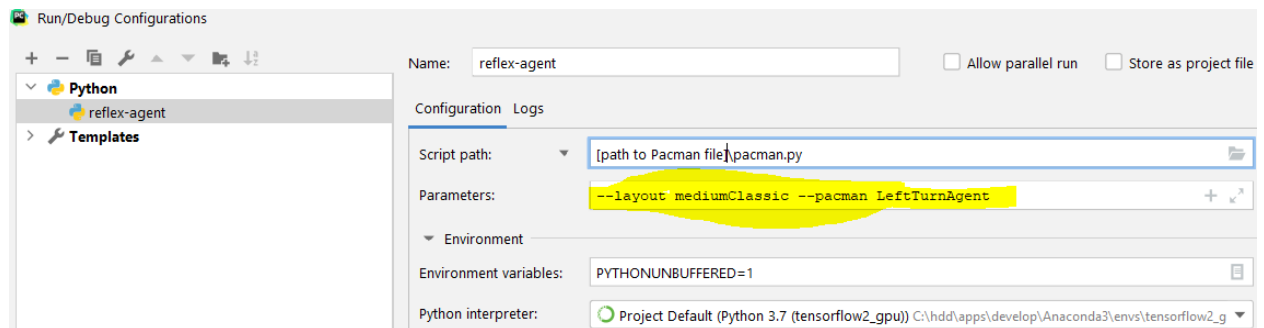 Run/Debug Configurations
Name: reflex-agent Allow parallel run Store as project file
Python
reflex-agent
Templates
Configuration Logs
Script path: [path to Pacman file]\pacman.py
Parameters: --layout mediumClassic --pacman LeftTurnAgent
Environment
Environment variables: PYTHONUNBUFFERED=1
Python interpreter: Project Default (Python 3.7 (tensorflow2_gpu)) C:\hdd\apps\develop\Anaconda3\envs\tensorflow2_g